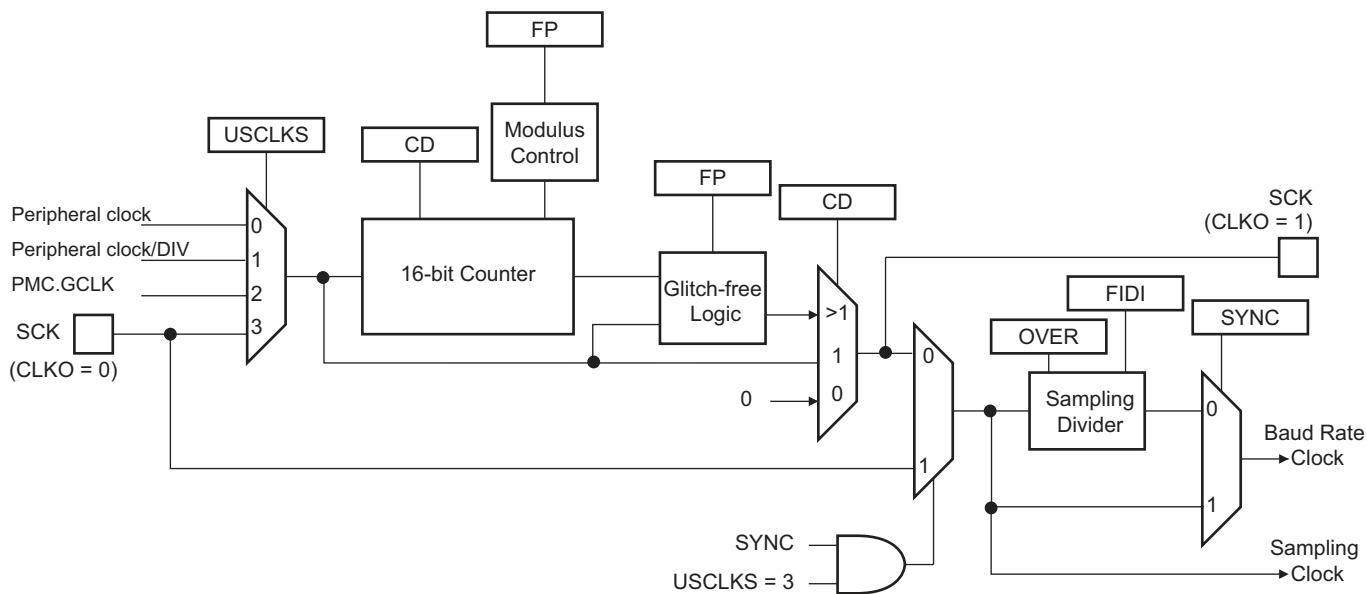 FP
USCLKS
CD
Modulus
Control
FP
CD
SCK
(CLKO = 1)
Peripheral clock
0
Peripheral clock/DIV
1
PMC.GCLK
2
SCK
3
(CLKO = 0)
16-bit Counter
Glitch-free
Logic
>1
1
0
0
0
1
FIDI
OVER
SYNC
Sampling
Divider
0
1
Baud Rate
Clock
SYNC
USCLKS = 3
Sampling
Clock